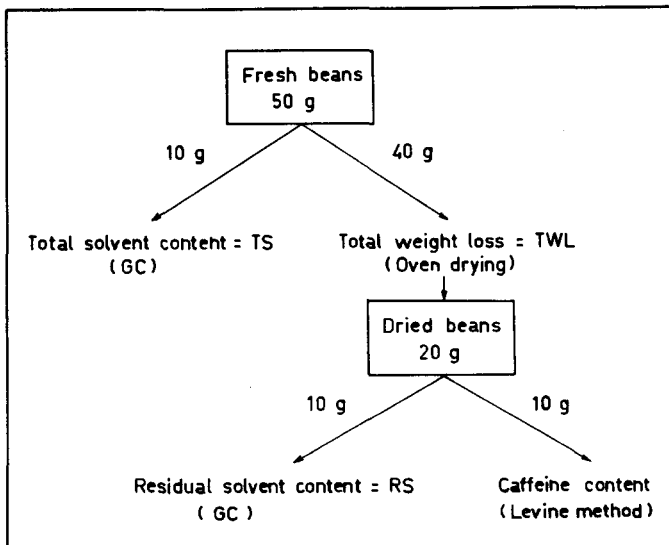 Fresh beans
50 g
10 g
40 g
Total solvent content = TS
(GC)
Total weight loss = TWL
(Oven drying)
Dried beans
20 g
10 g
10 g
Residual solvent content = RS
(GC)
Caffeine content
(Levine method)